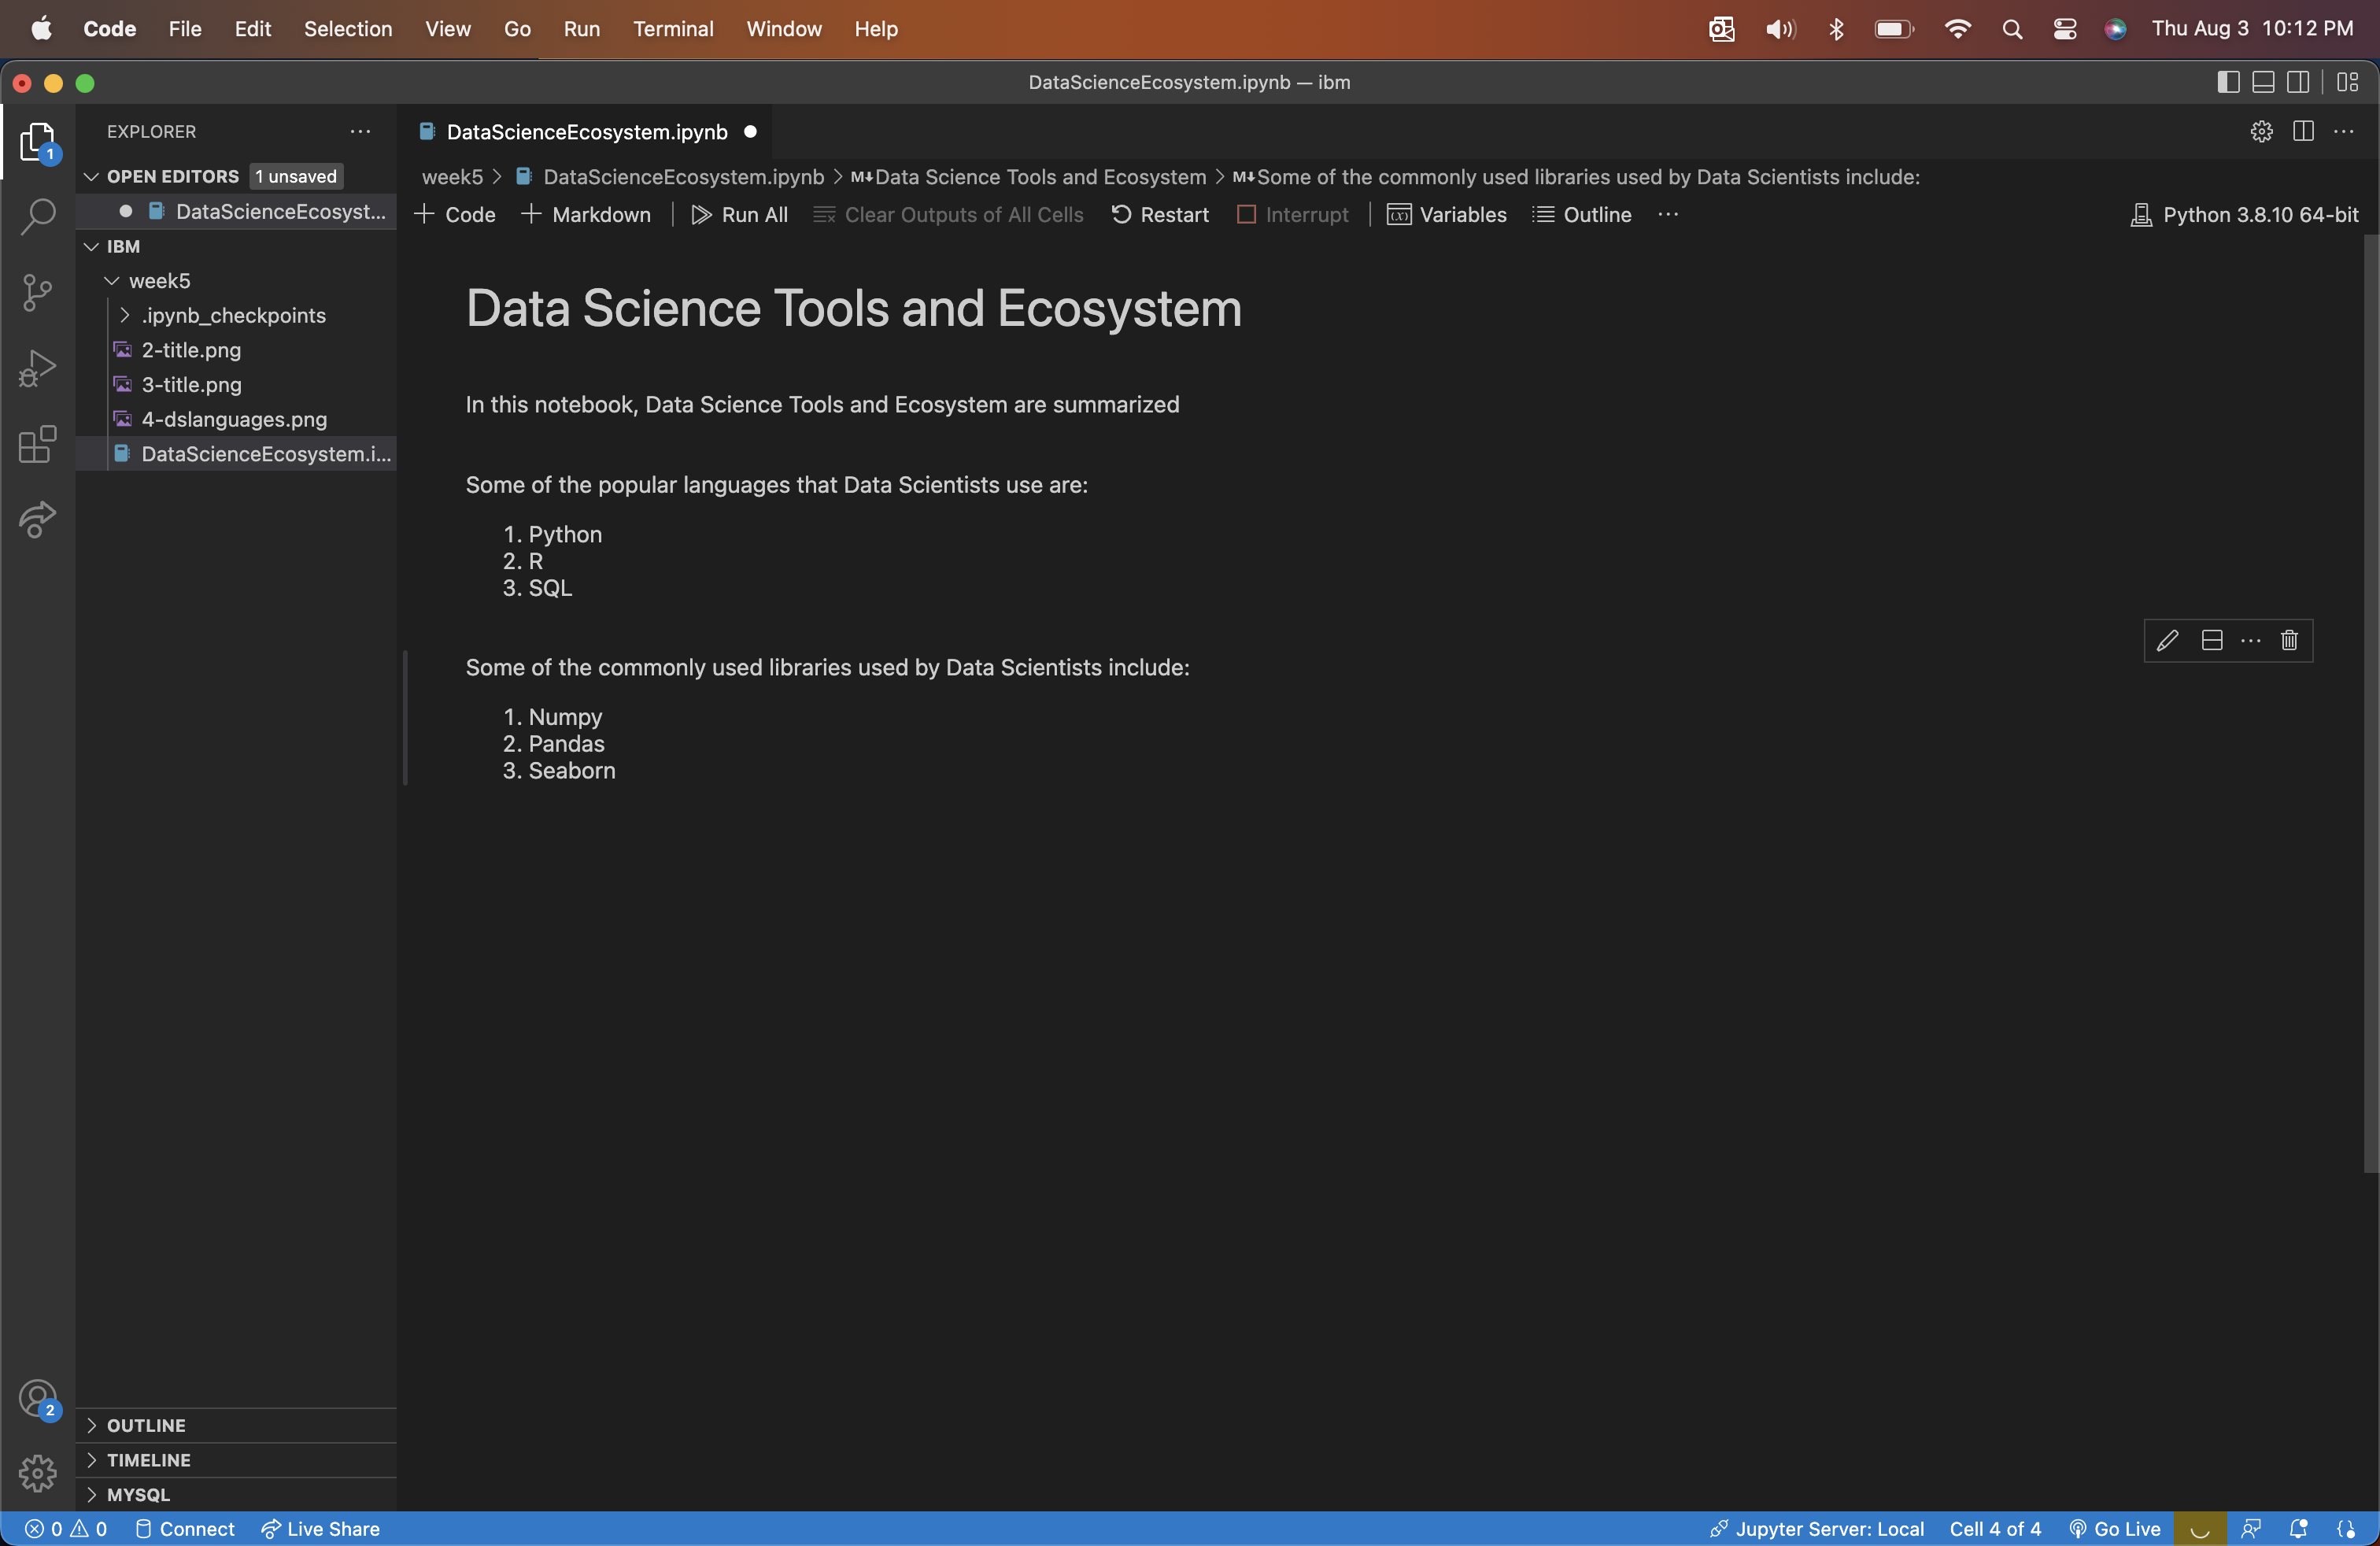 Code File Edit Selection View Go Run Terminal Window Help Thu Aug 3 10:12 PM
DataScienceEcosystem.ipynb — ibm
EXPLORER
1
OPEN EDITORS 1 unsaved
DataScienceEcosyst...
IBM
week5
.ipynb_checkpoints
2-title.png
3-title.png
4-dslanguages.png
DataScienceEcosystem.i...
DataScienceEcosystem.ipynb
week5 > DataScienceEcosystem.ipynb > M↓Data Science Tools and Ecosystem > M↓Some of the commonly used libraries used by Data Scientists include:
+ Code + Markdown | Run All Clear Outputs of All Cells Restart Interrupt | (x) Variables Outline ... Python 3.8.10 64-bit
Data Science Tools and Ecosystem
In this notebook, Data Science Tools and Ecosystem are summarized
Some of the popular languages that Data Scientists use are:
1. Python
2. R
3. SQL
Some of the commonly used libraries used by Data Scientists include:
1. Numpy
2. Pandas
3. Seaborn
2
OUTLINE
TIMELINE
MYSQL
0 0 Connect Live Share Jupyter Server: Local Cell 4 of 4 Go Live